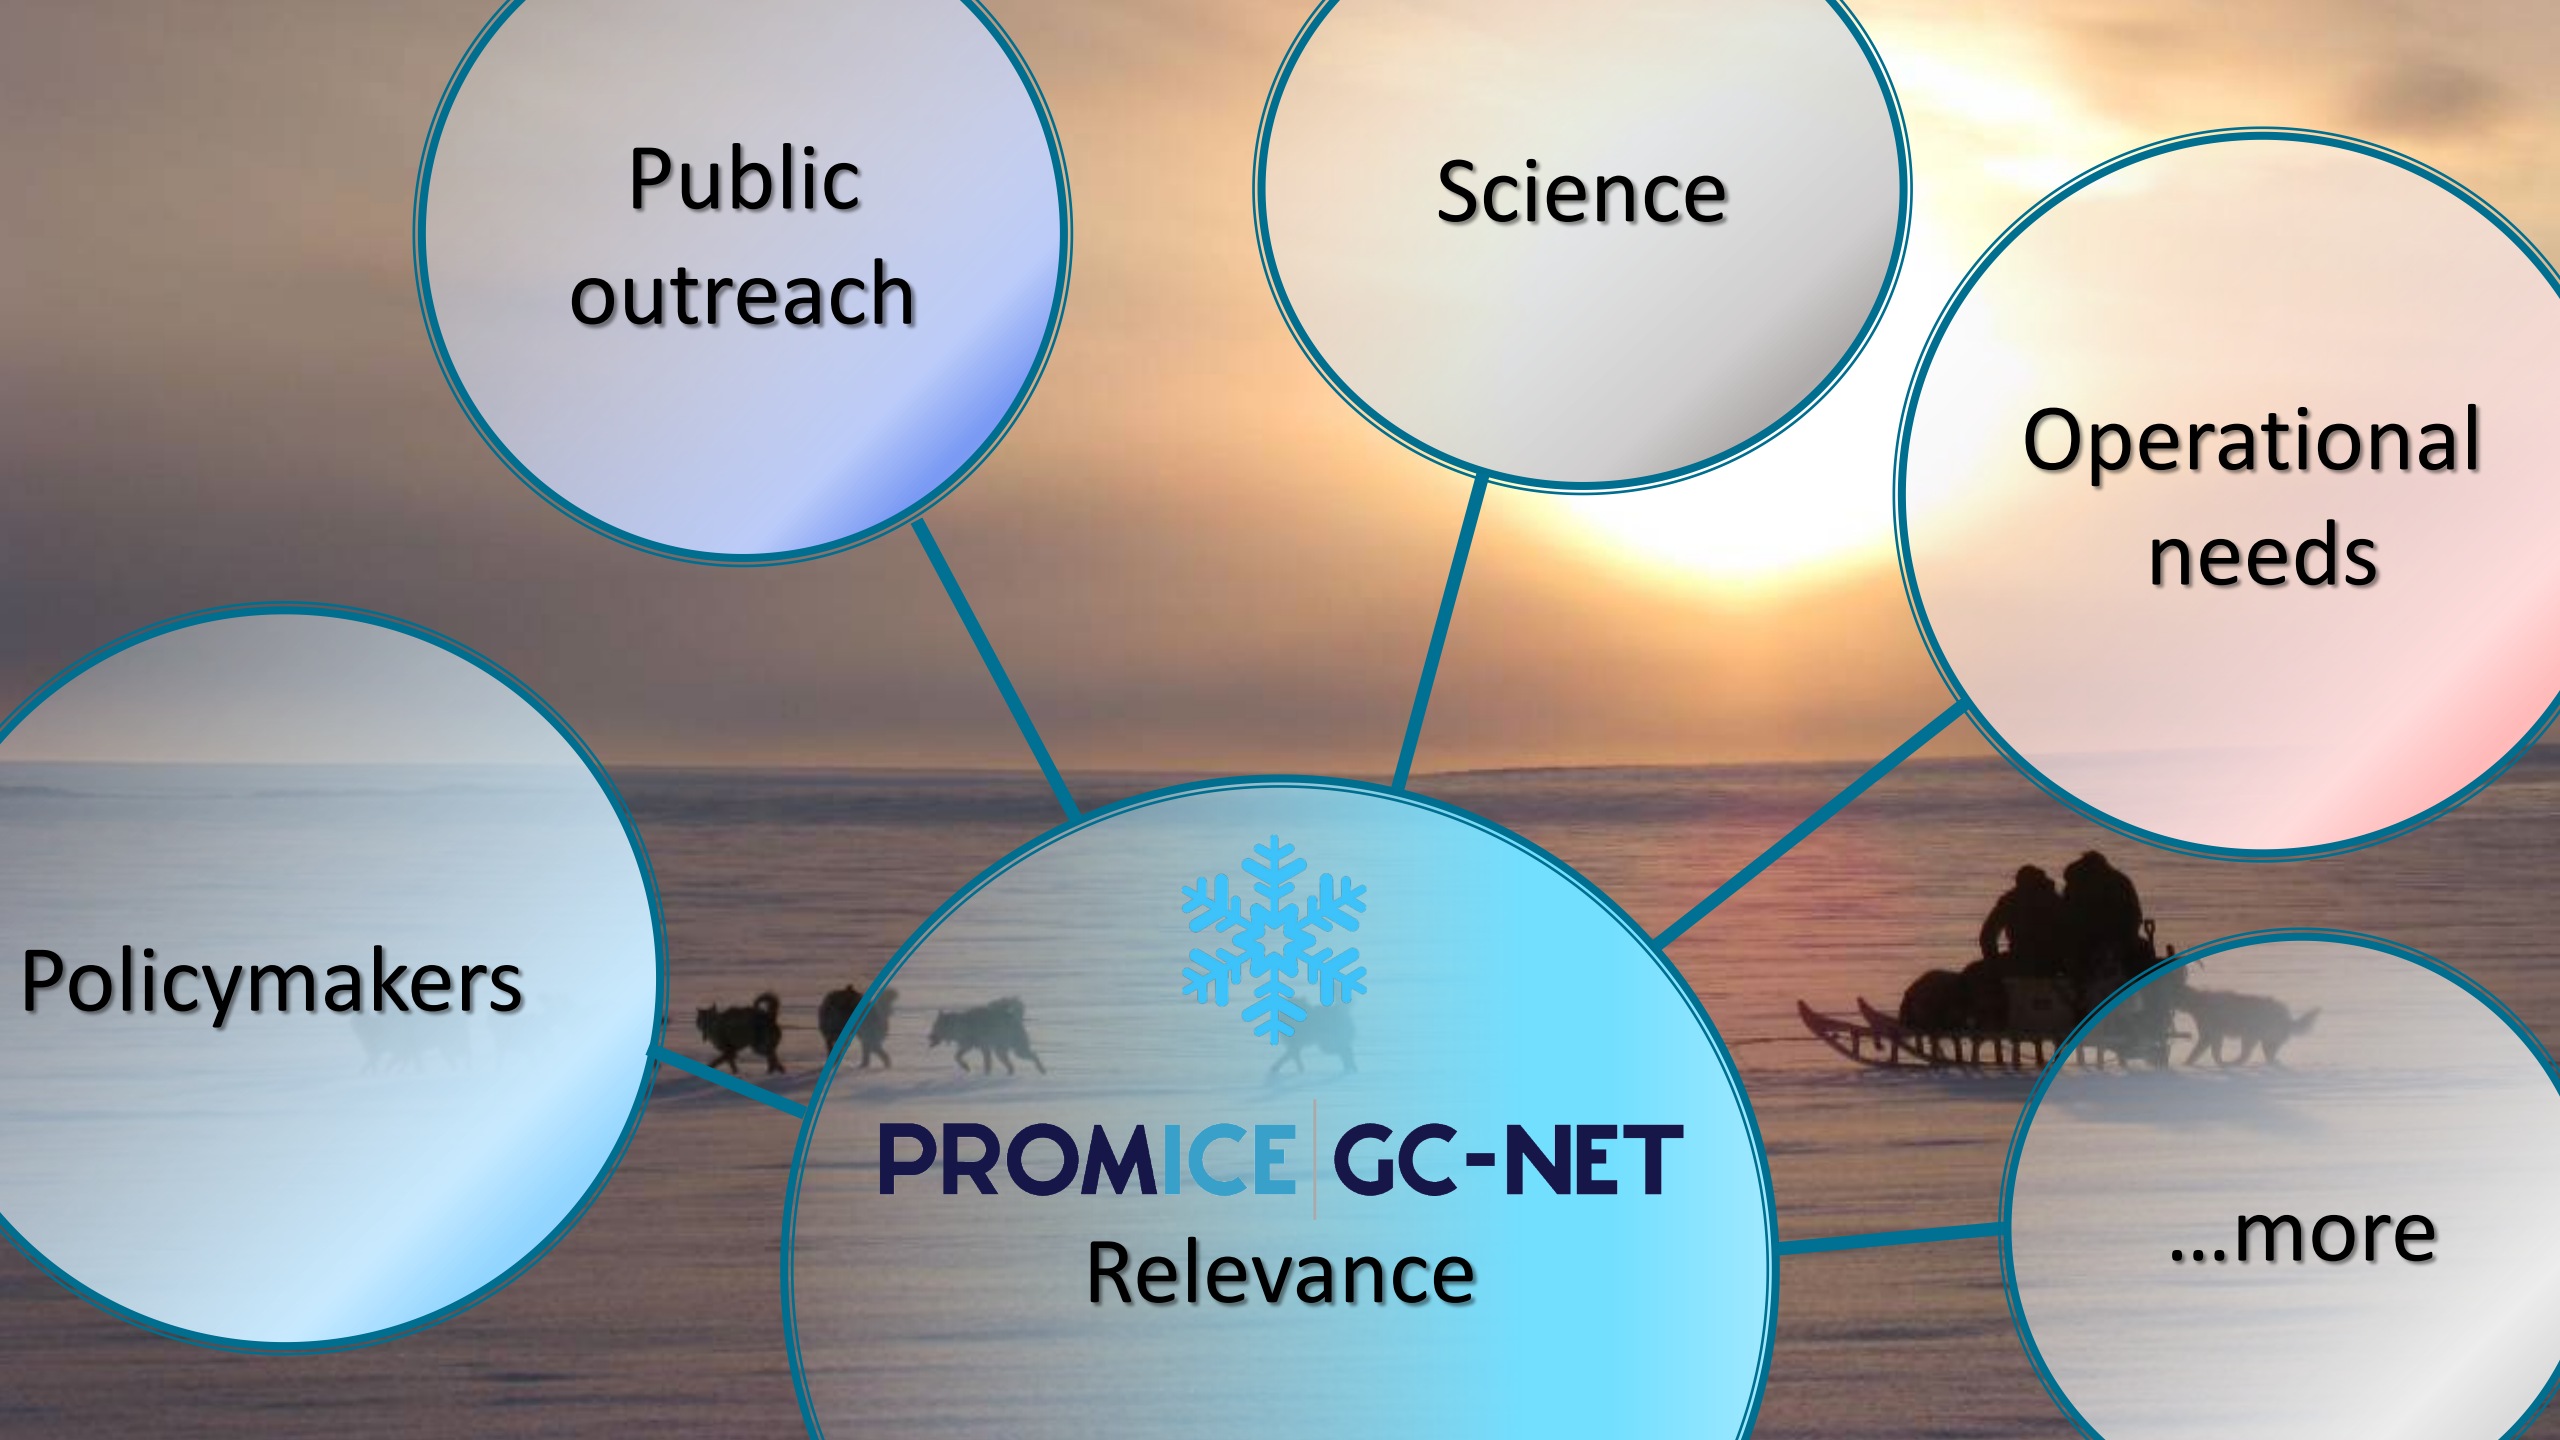 Public
outreach
Science
Operational
needs
Policymakers
PROMICE GC-NET
Relevance
...more